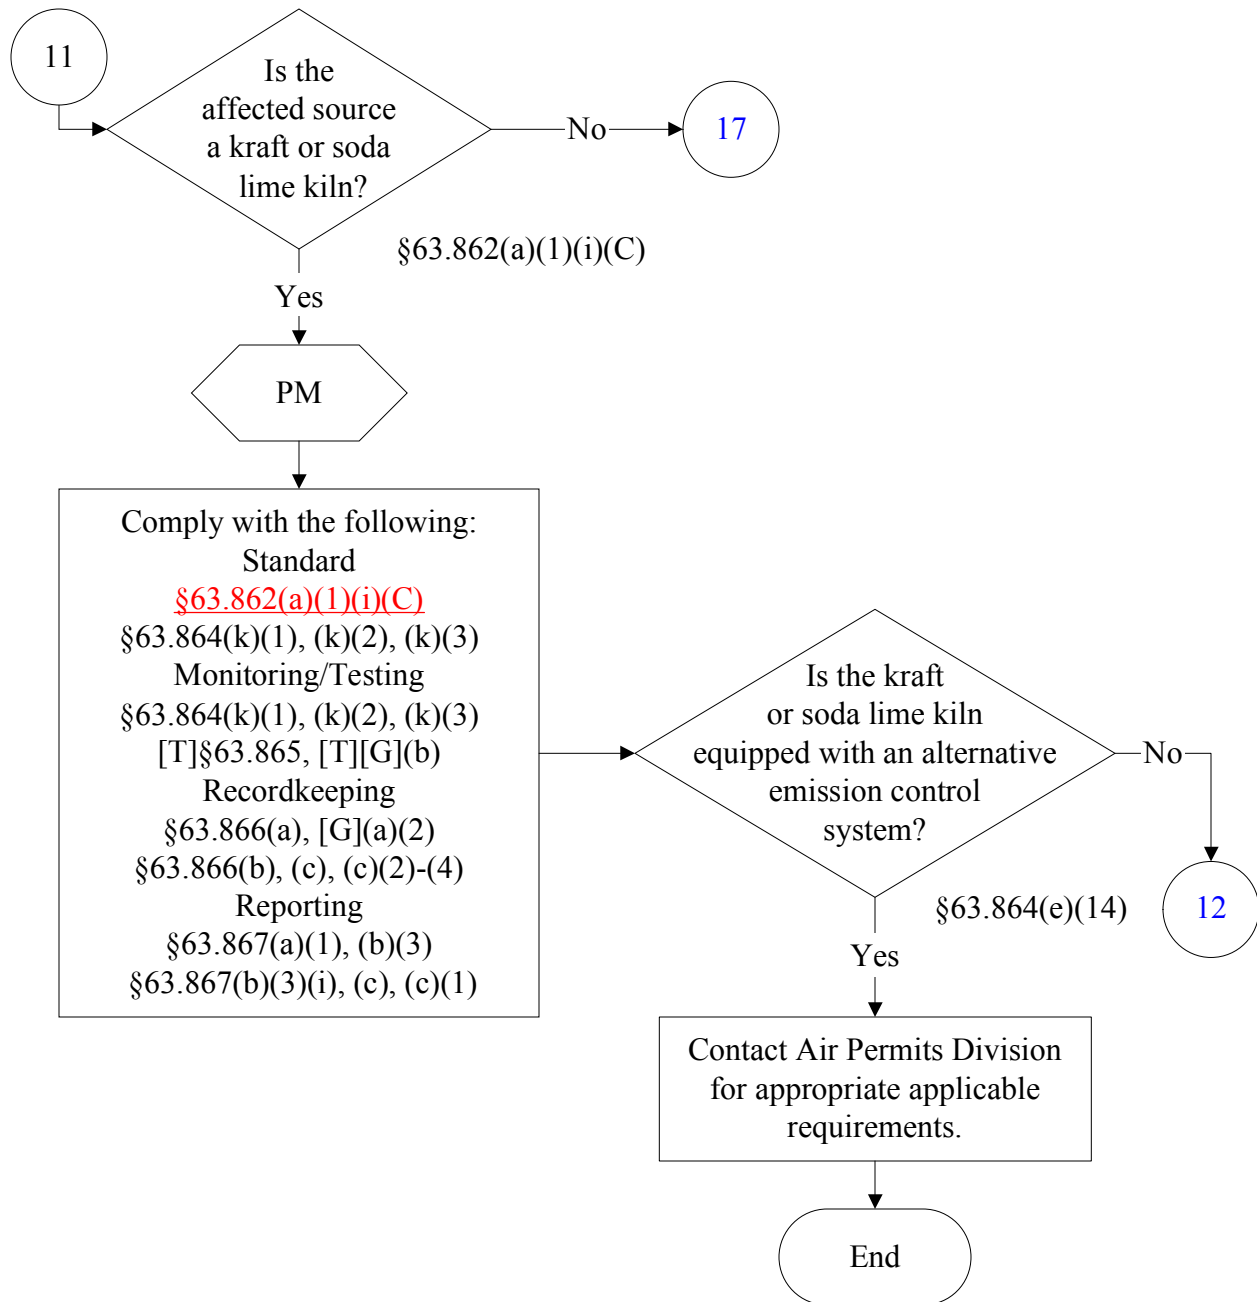 11
Is the
affected source
a kraft or soda
lime kiln?
No
17
§63.862(a)(1)(i)(C)
Yes
PM
Comply with the following:
Standard
§63.862(a)(1)(i)(C)
§63.864(k)(1), (k)(2), (k)(3)
Monitoring/Testing
§63.864(k)(1), (k)(2), (k)(3)
[T]§63.865, [T][G](b)
Recordkeeping
§63.866(a), [G](a)(2)
§63.866(b), (c), (c)(2)-(4)
Reporting
§63.867(a)(1), (b)(3)
§63.867(b)(3)(i), (c), (c)(1)
Is the kraft
or soda lime kiln
equipped with an alternative
emission control
system?
No
12
§63.864(e)(14)
Yes
Contact Air Permits Division
for appropriate applicable
requirements.
End